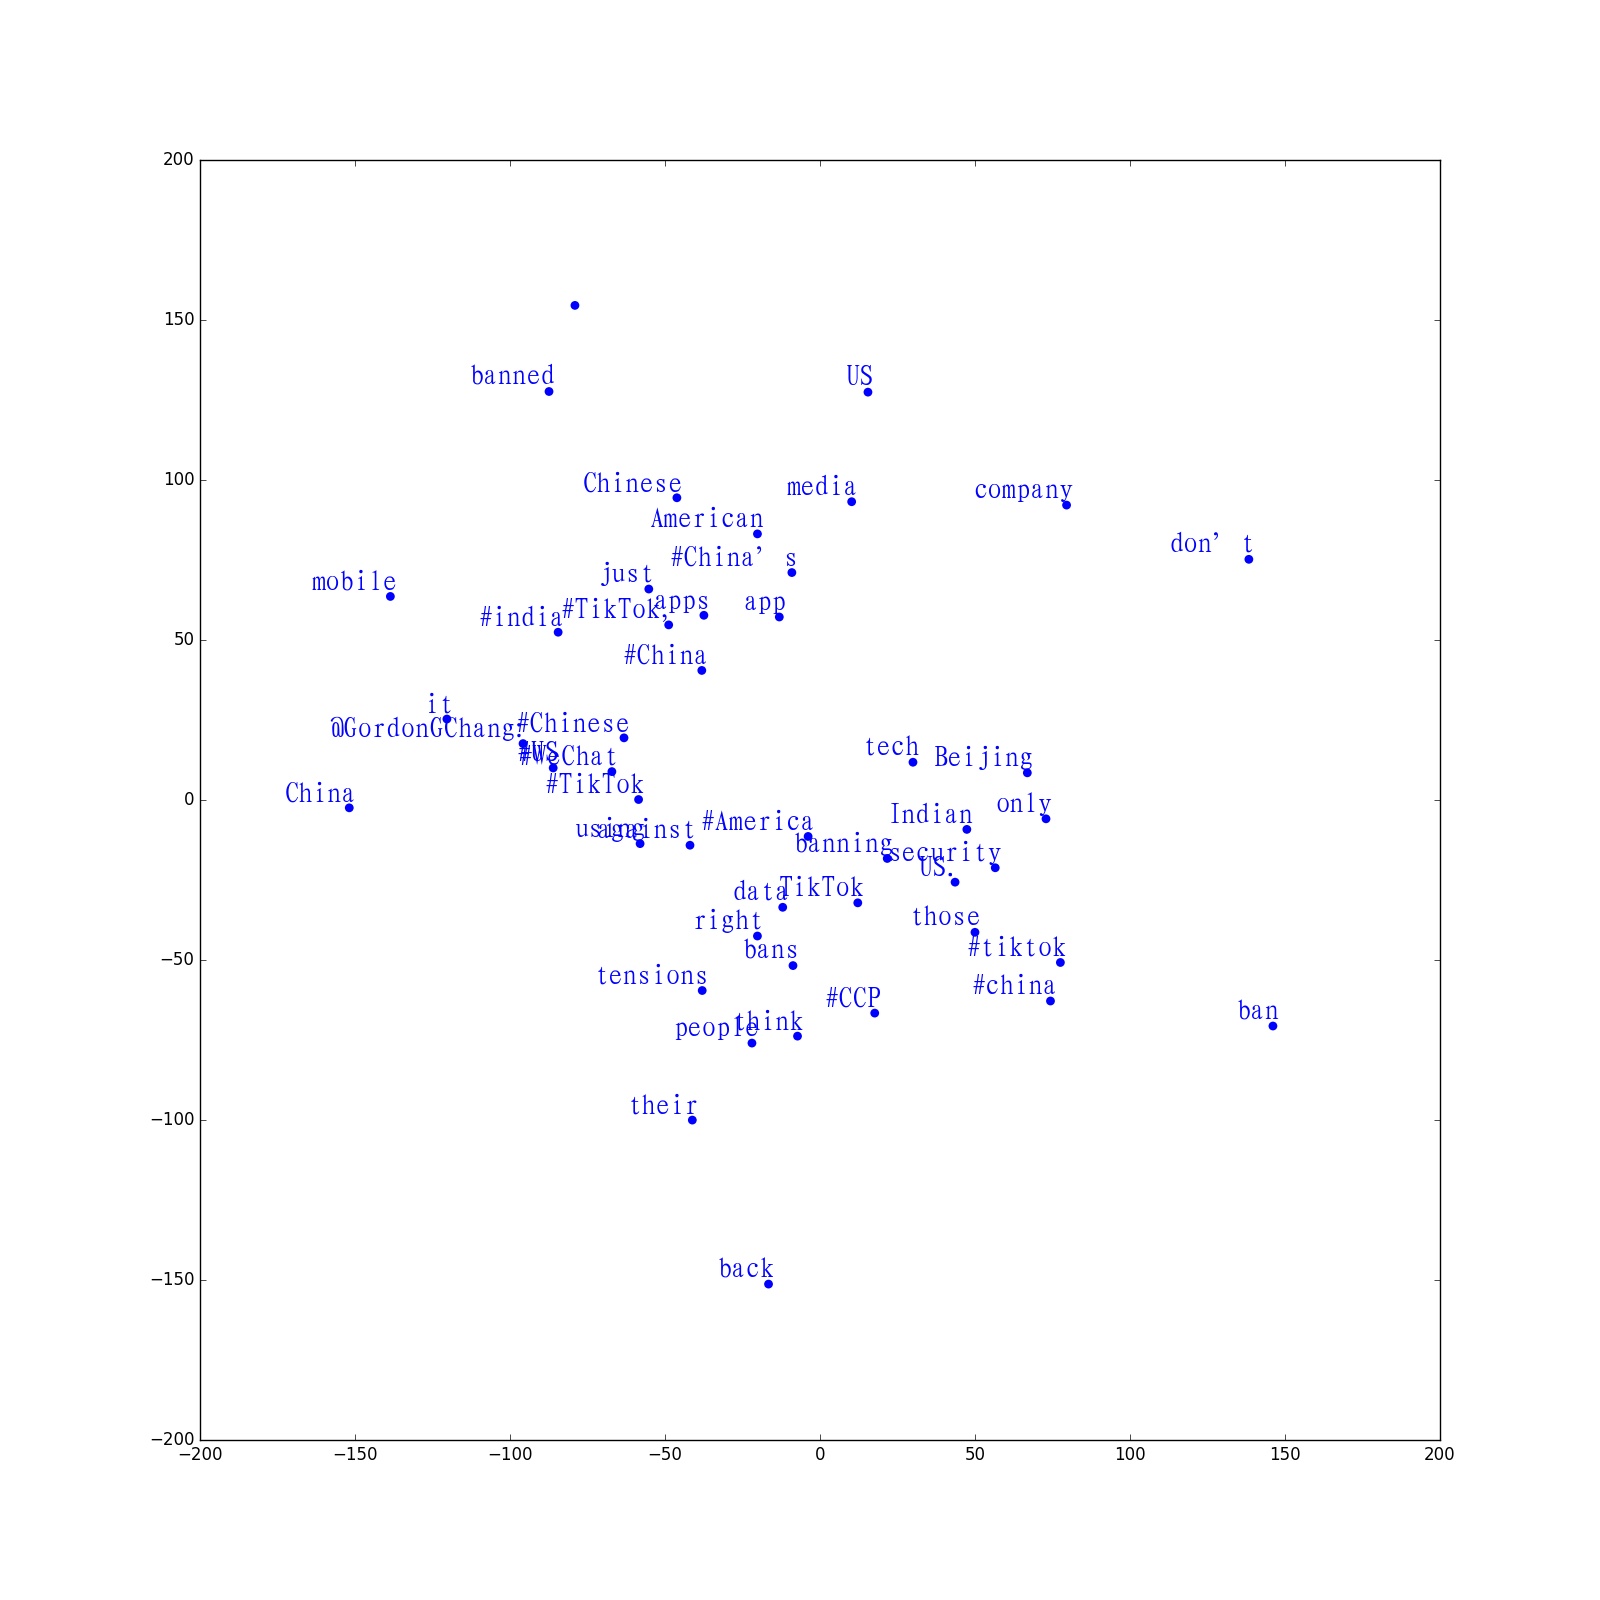 200
150
banned
US
100
Chinese
media
company
American
don’ t
#China’ s
just
mobile
apps
app
#TikTok,
#india
50
#China
it
#Chinese
@GordonGChang:
#US
#WeChat
tech
Beijing
#TikTok
0
China
only
Indian
#America
using
against
banning
security
US.
TikTok
data
right
those
bans
#tiktok
−50
tensions
#china
#CCP
ban
think
people
their
−100
back
−150
−200
−200 −150 −100 −50 0 50 100 150 200